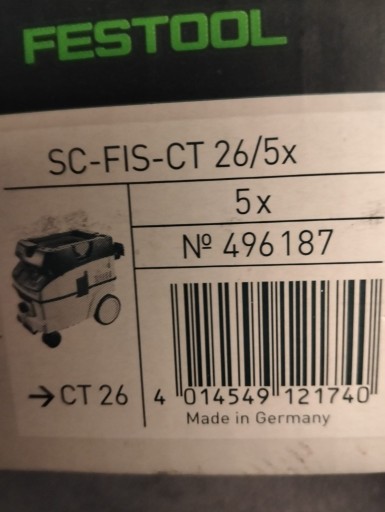 FESTOOL
SC-FIS-CT 26/5x
5x
Nº 496187
→ CT 26
4 014549 121740
Made in Germany